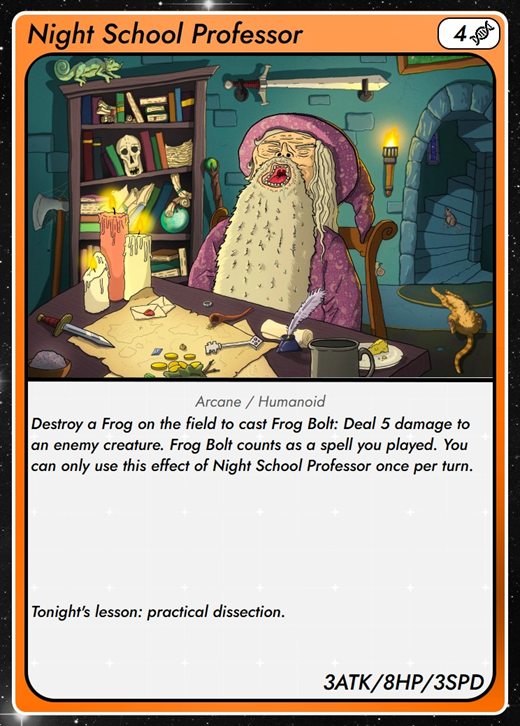 Night School Professor
4
Arcane / Humanoid
Destroy a Frog on the field to cast Frog Bolt: Deal 5 damage to
an enemy creature. Frog Bolt counts as a spell you played. You
can only use this effect of Night School Professor once per turn.
Tonight's lesson: practical dissection.
3ATK/8HP/3SPD